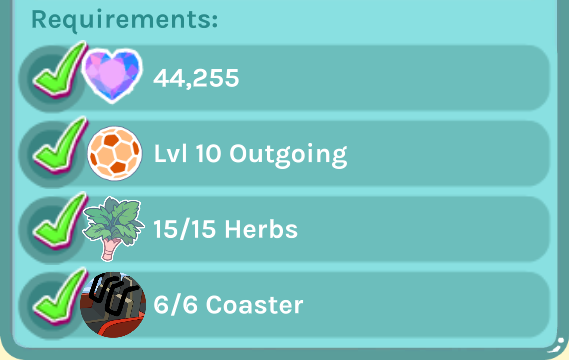 Requirements:
44,255
Lvl 10 Outgoing
15/15 Herbs
6/6 Coaster